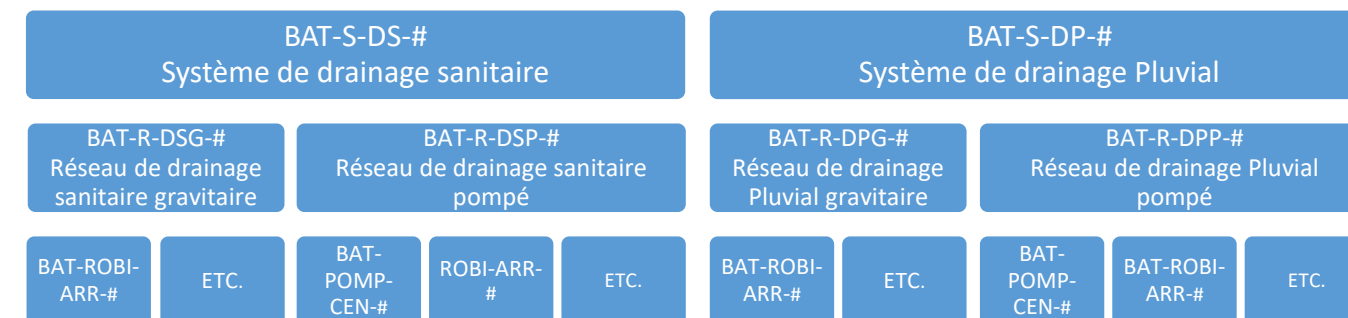 BAT-S-DS-#
Système de drainage sanitaire
BAT-S-DP-#
Système de drainage Pluvial
BAT-R-DSG-#
Réseau de drainage
sanitaire gravitaire
BAT-R-DSP-#
Réseau de drainage sanitaire
pompé
BAT-R-DPG-#
Réseau de drainage
Pluvial gravitaire
BAT-R-DPP-#
Réseau de drainage Pluvial
pompé
BAT-ROBI-
ARR-#
ETC.
BAT-
POMP-
CEN-#
ROBI-ARR-
#
ETC.
BAT-ROBI-
ARR-#
ETC.
BAT-
POMP-
CEN-#
BAT-ROBI-
ARR-#
ETC.